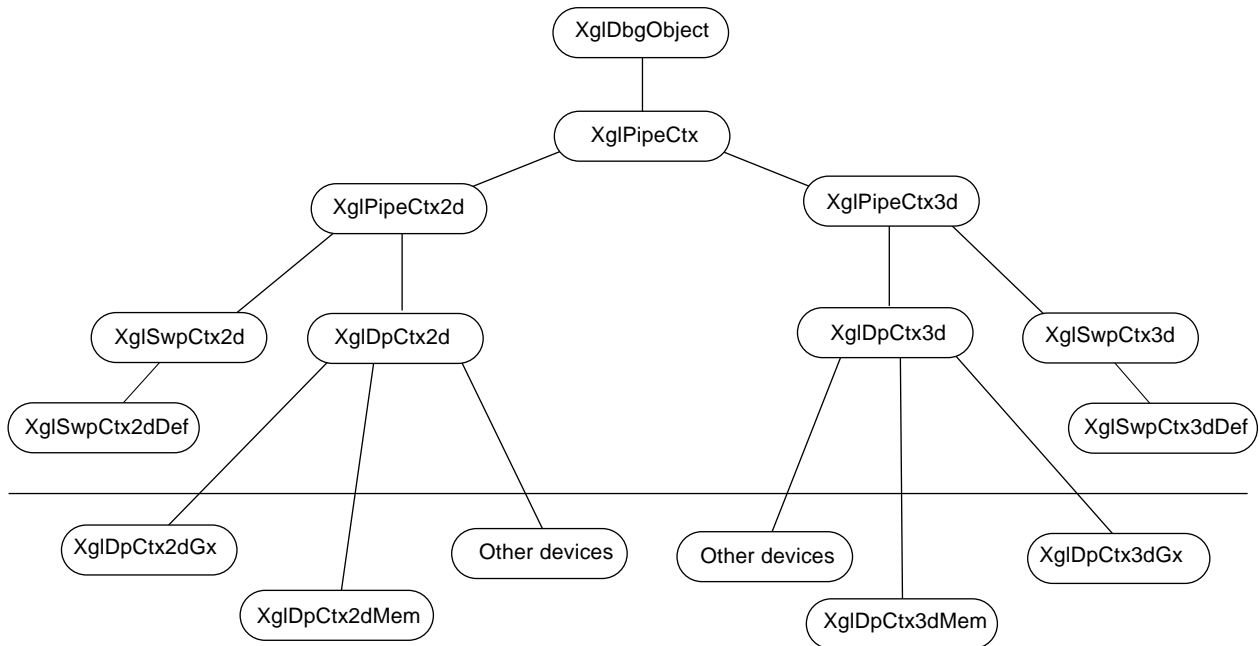 XglDbgObject
XglPipeCtx
XglPipeCtx2d
XglPipeCtx3d
XglSwpCtx2d
XglDpCtx2d
XglDpCtx3d
XglSwpCtx3d
XglSwpCtx2dDef
XglSwpCtx3dDef
XglDpCtx2dGx
Other devices
Other devices
XglDpCtx3dGx
XglDpCtx2dMem
XglDpCtx3dMem